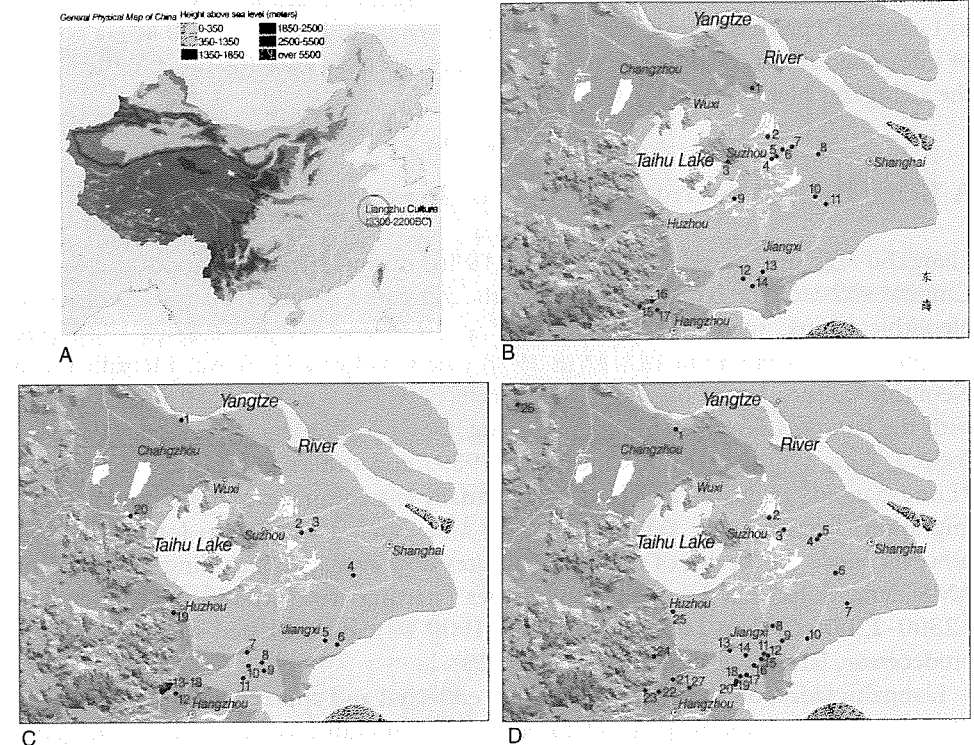 General Physical Map of China
Height above sea level (meters)
0-350
350-1350
1350-1850
1850-2500
2500-5500
over 5500
Liangzhu Culture
(3300-2200BC)
A
Yangtze
River
Changzhou
1
Wuxi
2
Taihu Lake
Suzhou
5
6
7
8
3
4
Shanghai
9
10
11
Huzhou
Jiangxi
12
13
14
16
15
17
Hangzhou
东
海
B
Yangtze
1
River
Changzhou
Wuxi
20
2
3
Suzhou
Taihu Lake
Shanghai
4
Huzhou
19
Jiangxi
5
6
7
8
10
9
11
13-18
12
Hangzhou
C
26
Yangtze
1
River
Changzhou
Wuxi
2
Taihu Lake
Suzhou
3
5
4
Shanghai
6
7
Huzhou
25
8
Jiangxi
9
10
13
14
11
12
24
15
16
18
17
21
27
20
19
23
22
Hangzhou
D